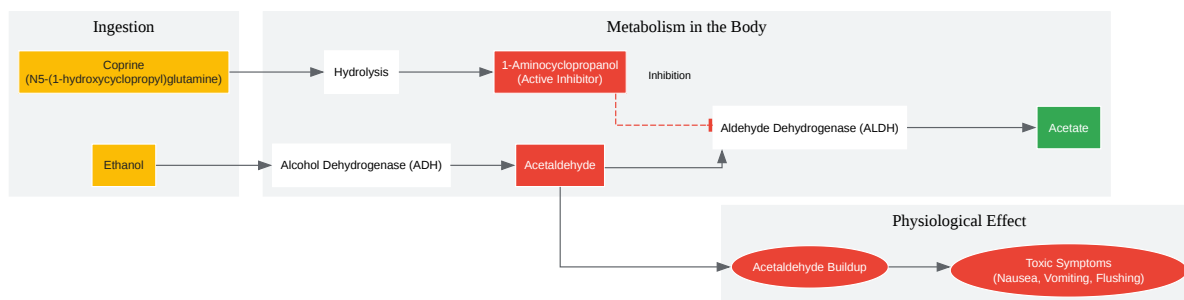 Ingestion
Metabolism in the Body
Coprine
(N5-(1-hydroxycyclopropyl)glutamine)
Hydrolysis
1-Aminocyclopropanol
(Active Inhibitor)
Inhibition
Aldehyde Dehydrogenase (ALDH)
Acetate
Ethanol
Alcohol Dehydrogenase (ADH)
Acetaldehyde
Physiological Effect
Acetaldehyde Buildup
Toxic Symptoms
(Nausea, Vomiting, Flushing)